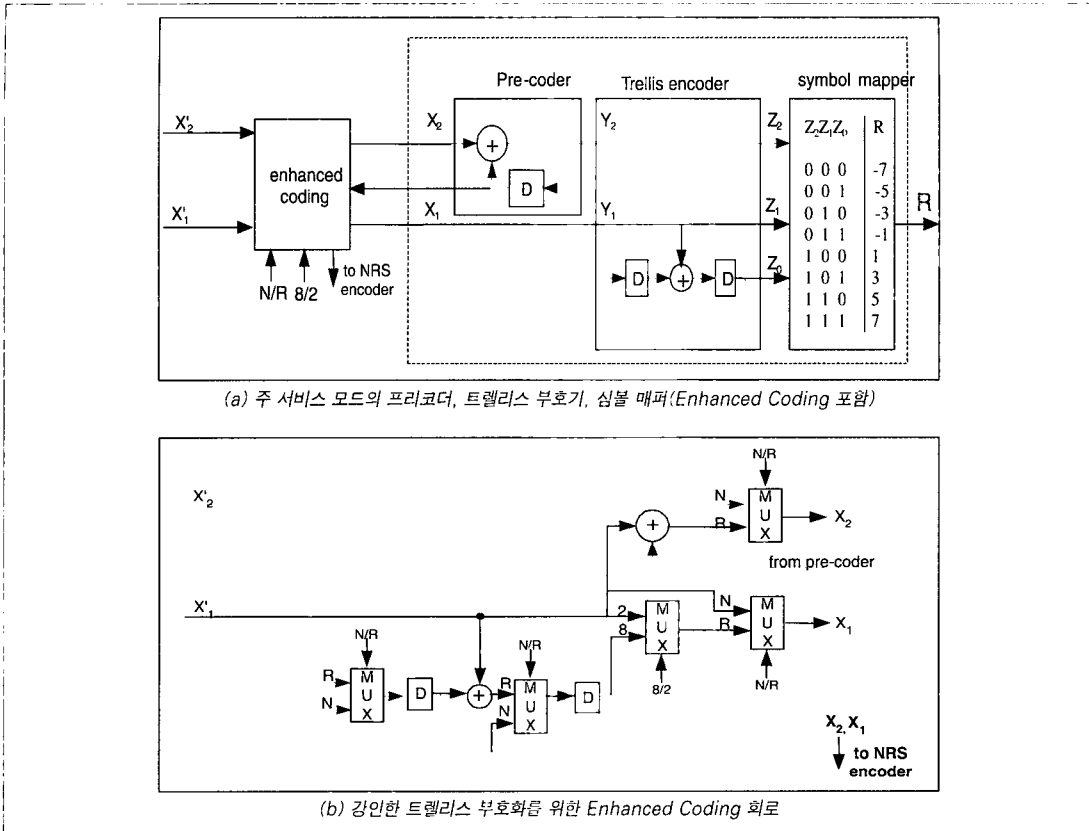 Pre-coder
Trellis encoder
symbol mapper
X'2
X2
Y2
Z2
Z2Z1Z0 R
+
enhanced coding
D
0 0 0 -7
0 0 1 -5
0 1 0 -3
0 1 1 -1
1 0 0 1
1 0 1 3
1 1 0 5
1 1 1 7
X'1
X1
Y1
Z1
R
to NRS encoder
N/R 8/2
D + D
Z0
(a) 주 서비스 모드의 프리코더, 트렐리스 부호기, 심볼 매퍼(Enhanced Coding 포함)
N/R
X'2
N
MUX
X2
+
R
from pre-coder
X'1
2
8
MUX
N
R
MUX
X1
N/R
N/R
8/2
N/R
R
N
MUX
D
+
R
N
MUX
D
X2, X1
to NRS encoder
(b) 강인한 트렐리스 부호화를 위한 Enhanced Coding 회로